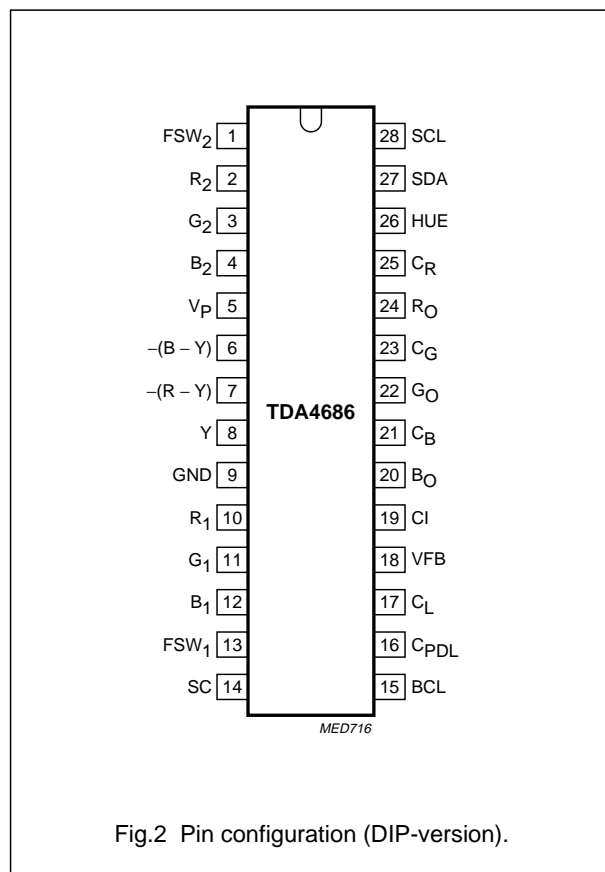 FSW2 1 28 SCL
R2 2 27 SDA
G2 3 26 HUE
B2 4 25 CR
VP 5 24 RO
−(B − Y) 6 23 CG
−(R − Y) 7 22 GO
TDA4686
Y 8 21 CB
GND 9 20 BO
R1 10 19 CI
G1 11 18 VFB
B1 12 17 CL
FSW1 13 16 CPDL
SC 14 15 BCL
MED716
Fig.2 Pin configuration (DIP-version).